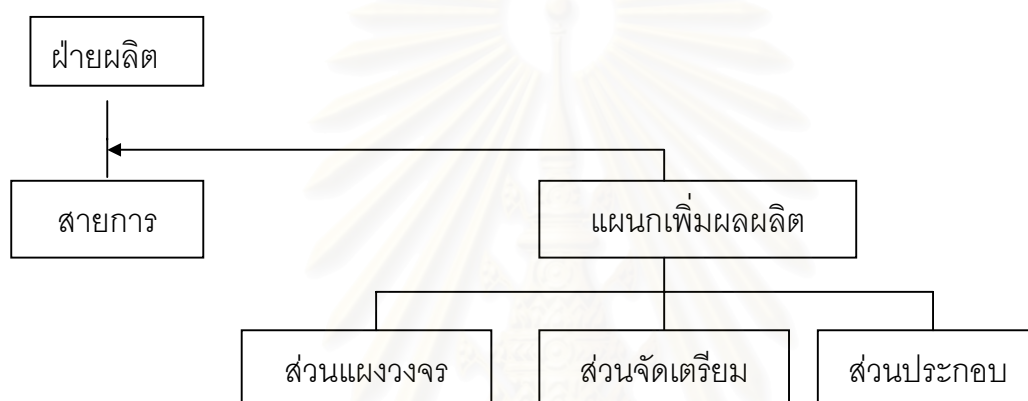 ฝ่ายผลิต
สายการ
แผนกเพิ่มผลผลิต
ส่วนแผงวงจร
ส่วนจัดเตรียม
ส่วนประกอบ